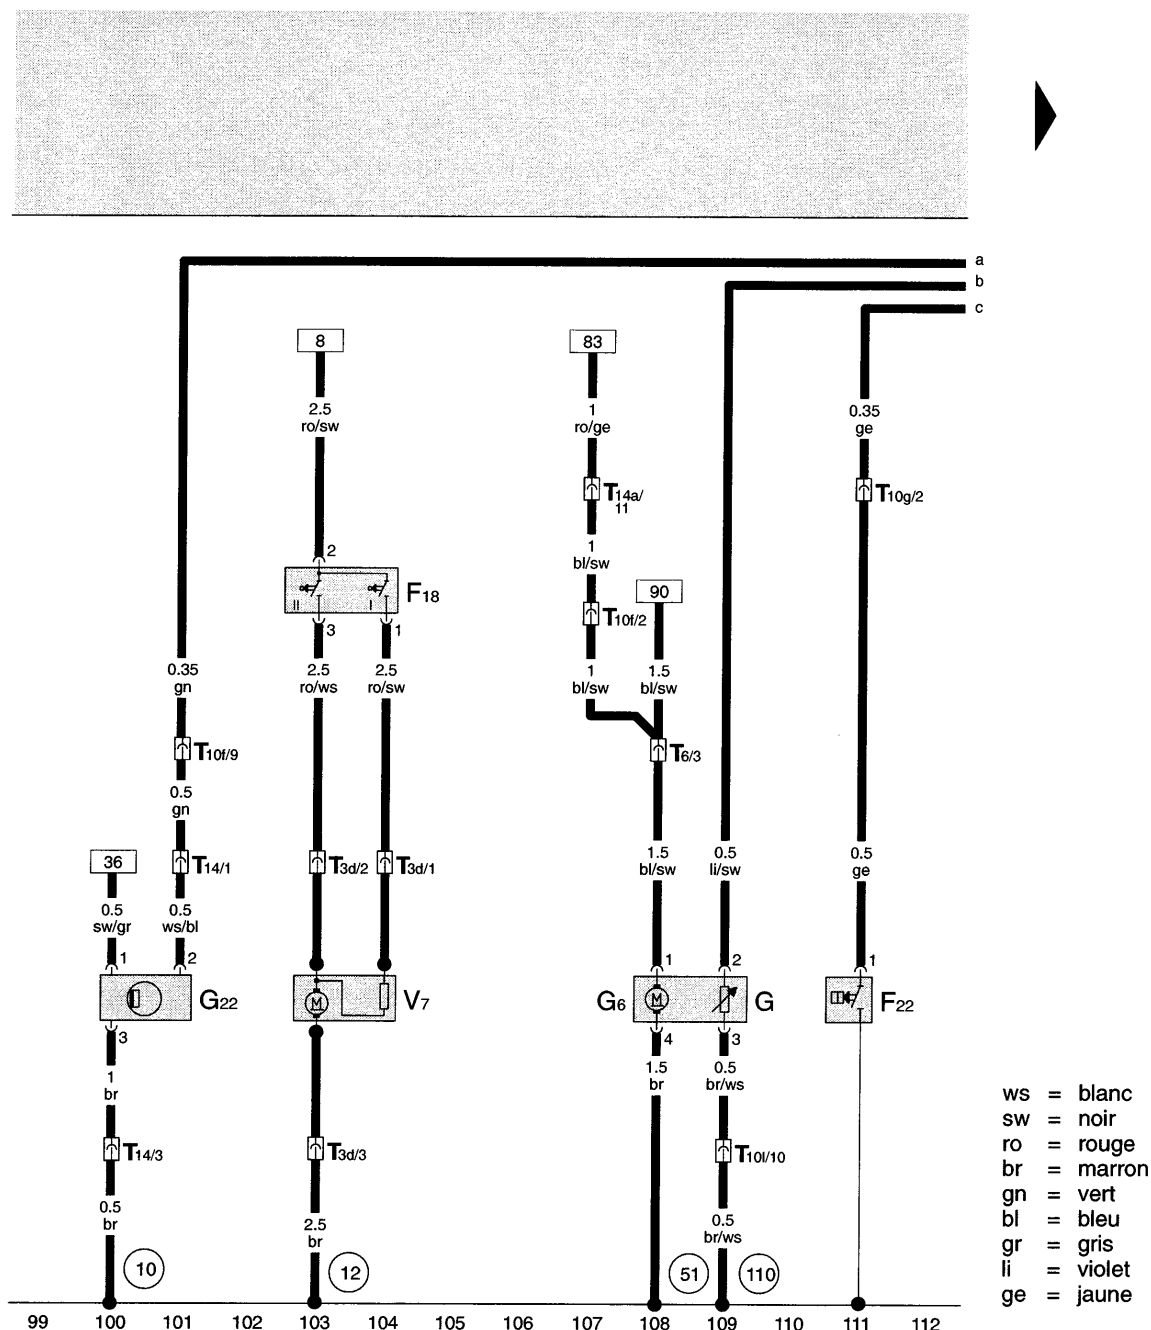 a
b
c
8
83
2.5
ro/sw
1
ro/ge
0.35
ge
T14a/
11
T10g/2
2
1
bl/sw
II
I
F18
90
3
1
T10f/2
0.35
gn
2.5
ro/ws
2.5
ro/sw
1
bl/sw
1.5
bl/sw
T10f/9
T6/3
0.5
gn
36
T14/1
T3d/2
T3d/1
1.5
bl/sw
0.5
li/sw
0.5
ge
0.5
sw/gr
0.5
ws/bl
1
2
1
2
1
G22
M
V7
G6
M
G
F22
3
4
3
1
br
1.5
br
0.5
br/ws
T14/3
T3d/3
T10l/10
0.5
br
2.5
br
0.5
br/ws
10
12
51
110
99 100 101 102 103 104 105 106 107 108 109 110 111 112
ws = blanc
sw = noir
ro = rouge
br = marron
gn = vert
bl = bleu
gr = gris
li = violet
ge = jaune